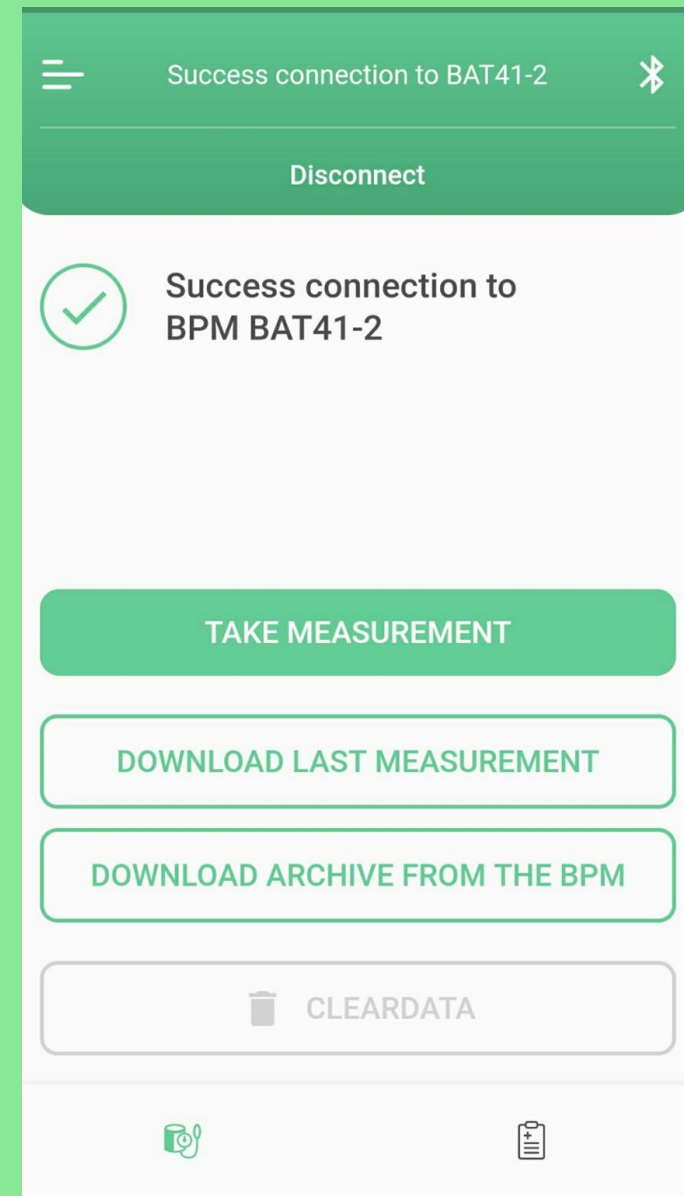 Success connection to BAT41-2
Disconnect
Success connection to
BPM BAT41-2
TAKE MEASUREMENT
DOWNLOAD LAST MEASUREMENT
DOWNLOAD ARCHIVE FROM THE BPM
CLEARDATA